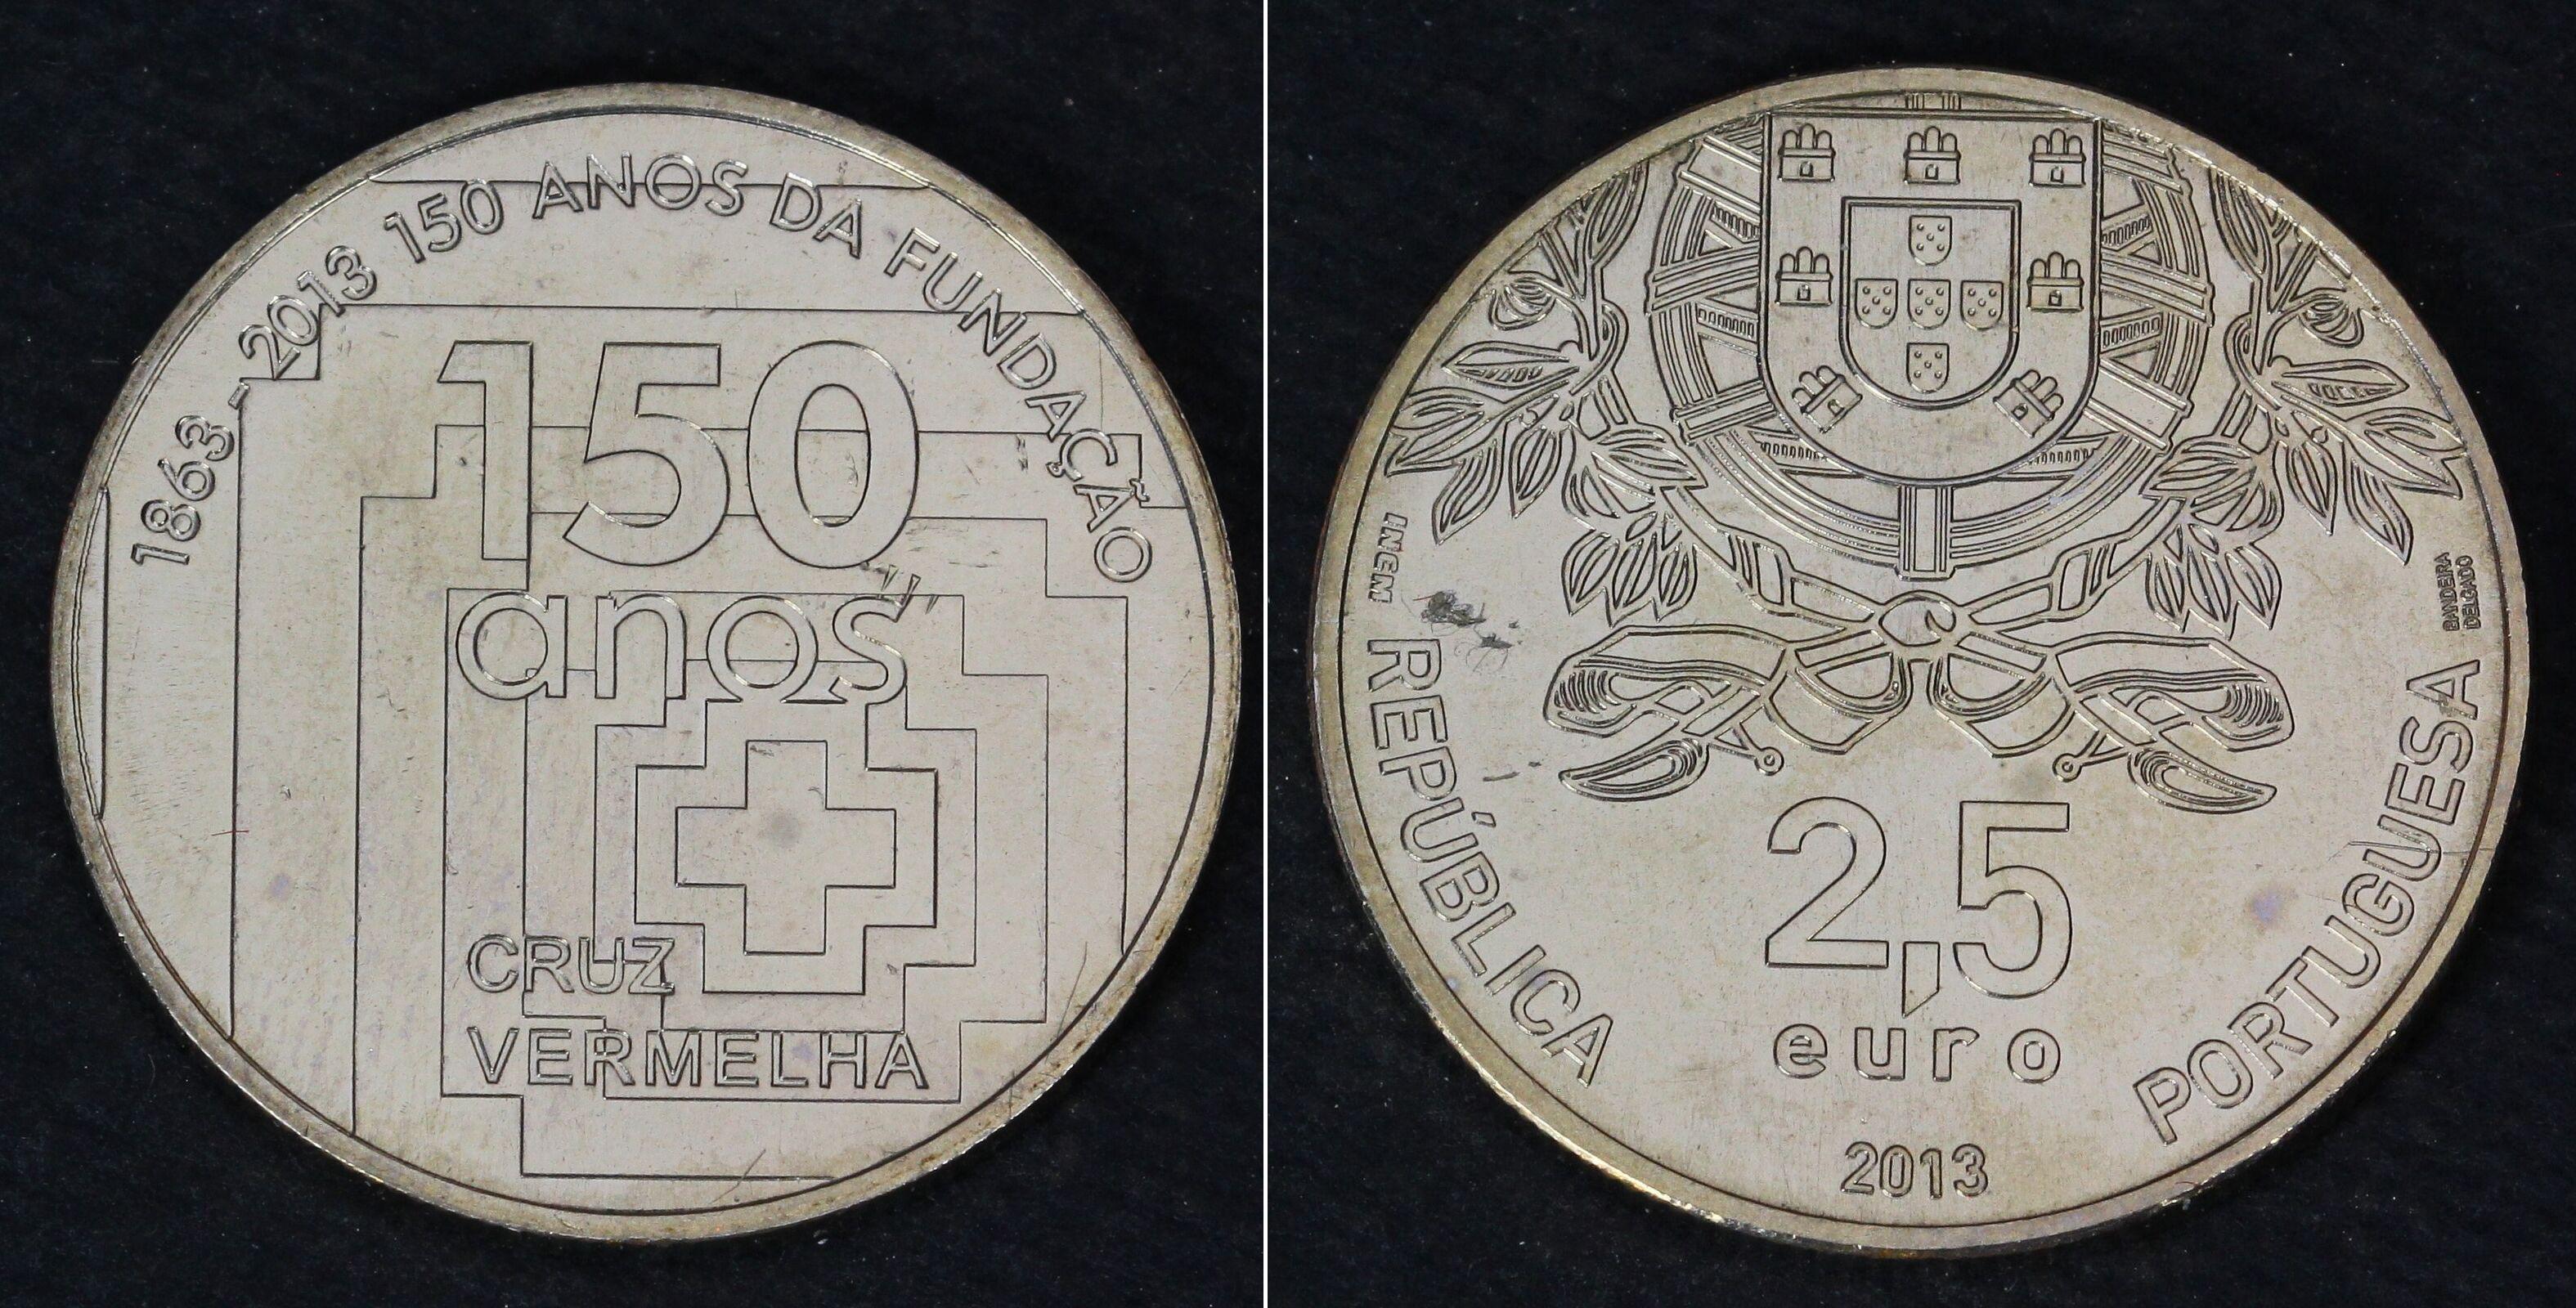 1863-2013 150 ANOS DA FUNDAÇÃO
150
anos
CRUZ
VERMELHA
INCM
BANDEIRA
DELGADO
REPÚBLICA PORTUGUESA
2,5
euro
2013